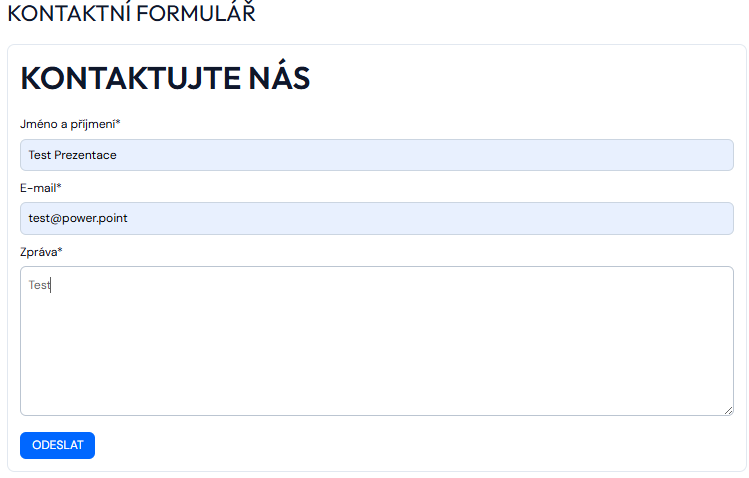 KONTAKTNÍ FORMULÁŘ
KONTAKTUJTE NÁS
Jméno a příjmení*
Test Prezentace
E-mail*
test@power.point
Zpráva*
Test
ODESLAT